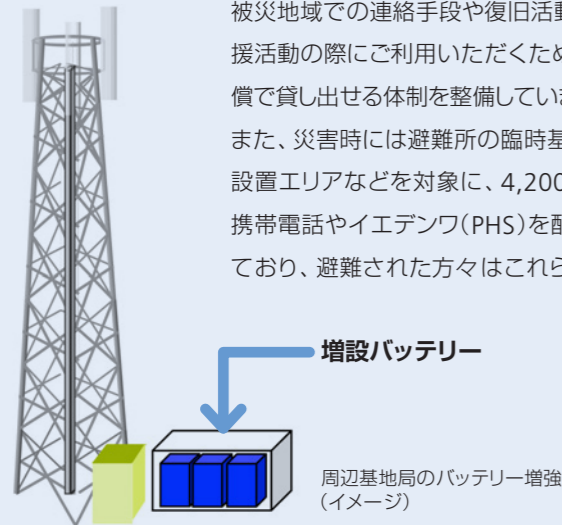 被災地域での連絡手段や復旧活動
援活動の際にご利用いただくため
償で貸し出せる体制を整備していま
また、災害時には避難所の臨時基
設置エリアなどを対象に、4,200
携帯電話やイエデンワ（PHS）を配
ており、避難された方々はこれら
増設バッテリー
周辺基地局のバッテリー増強
（イメージ）